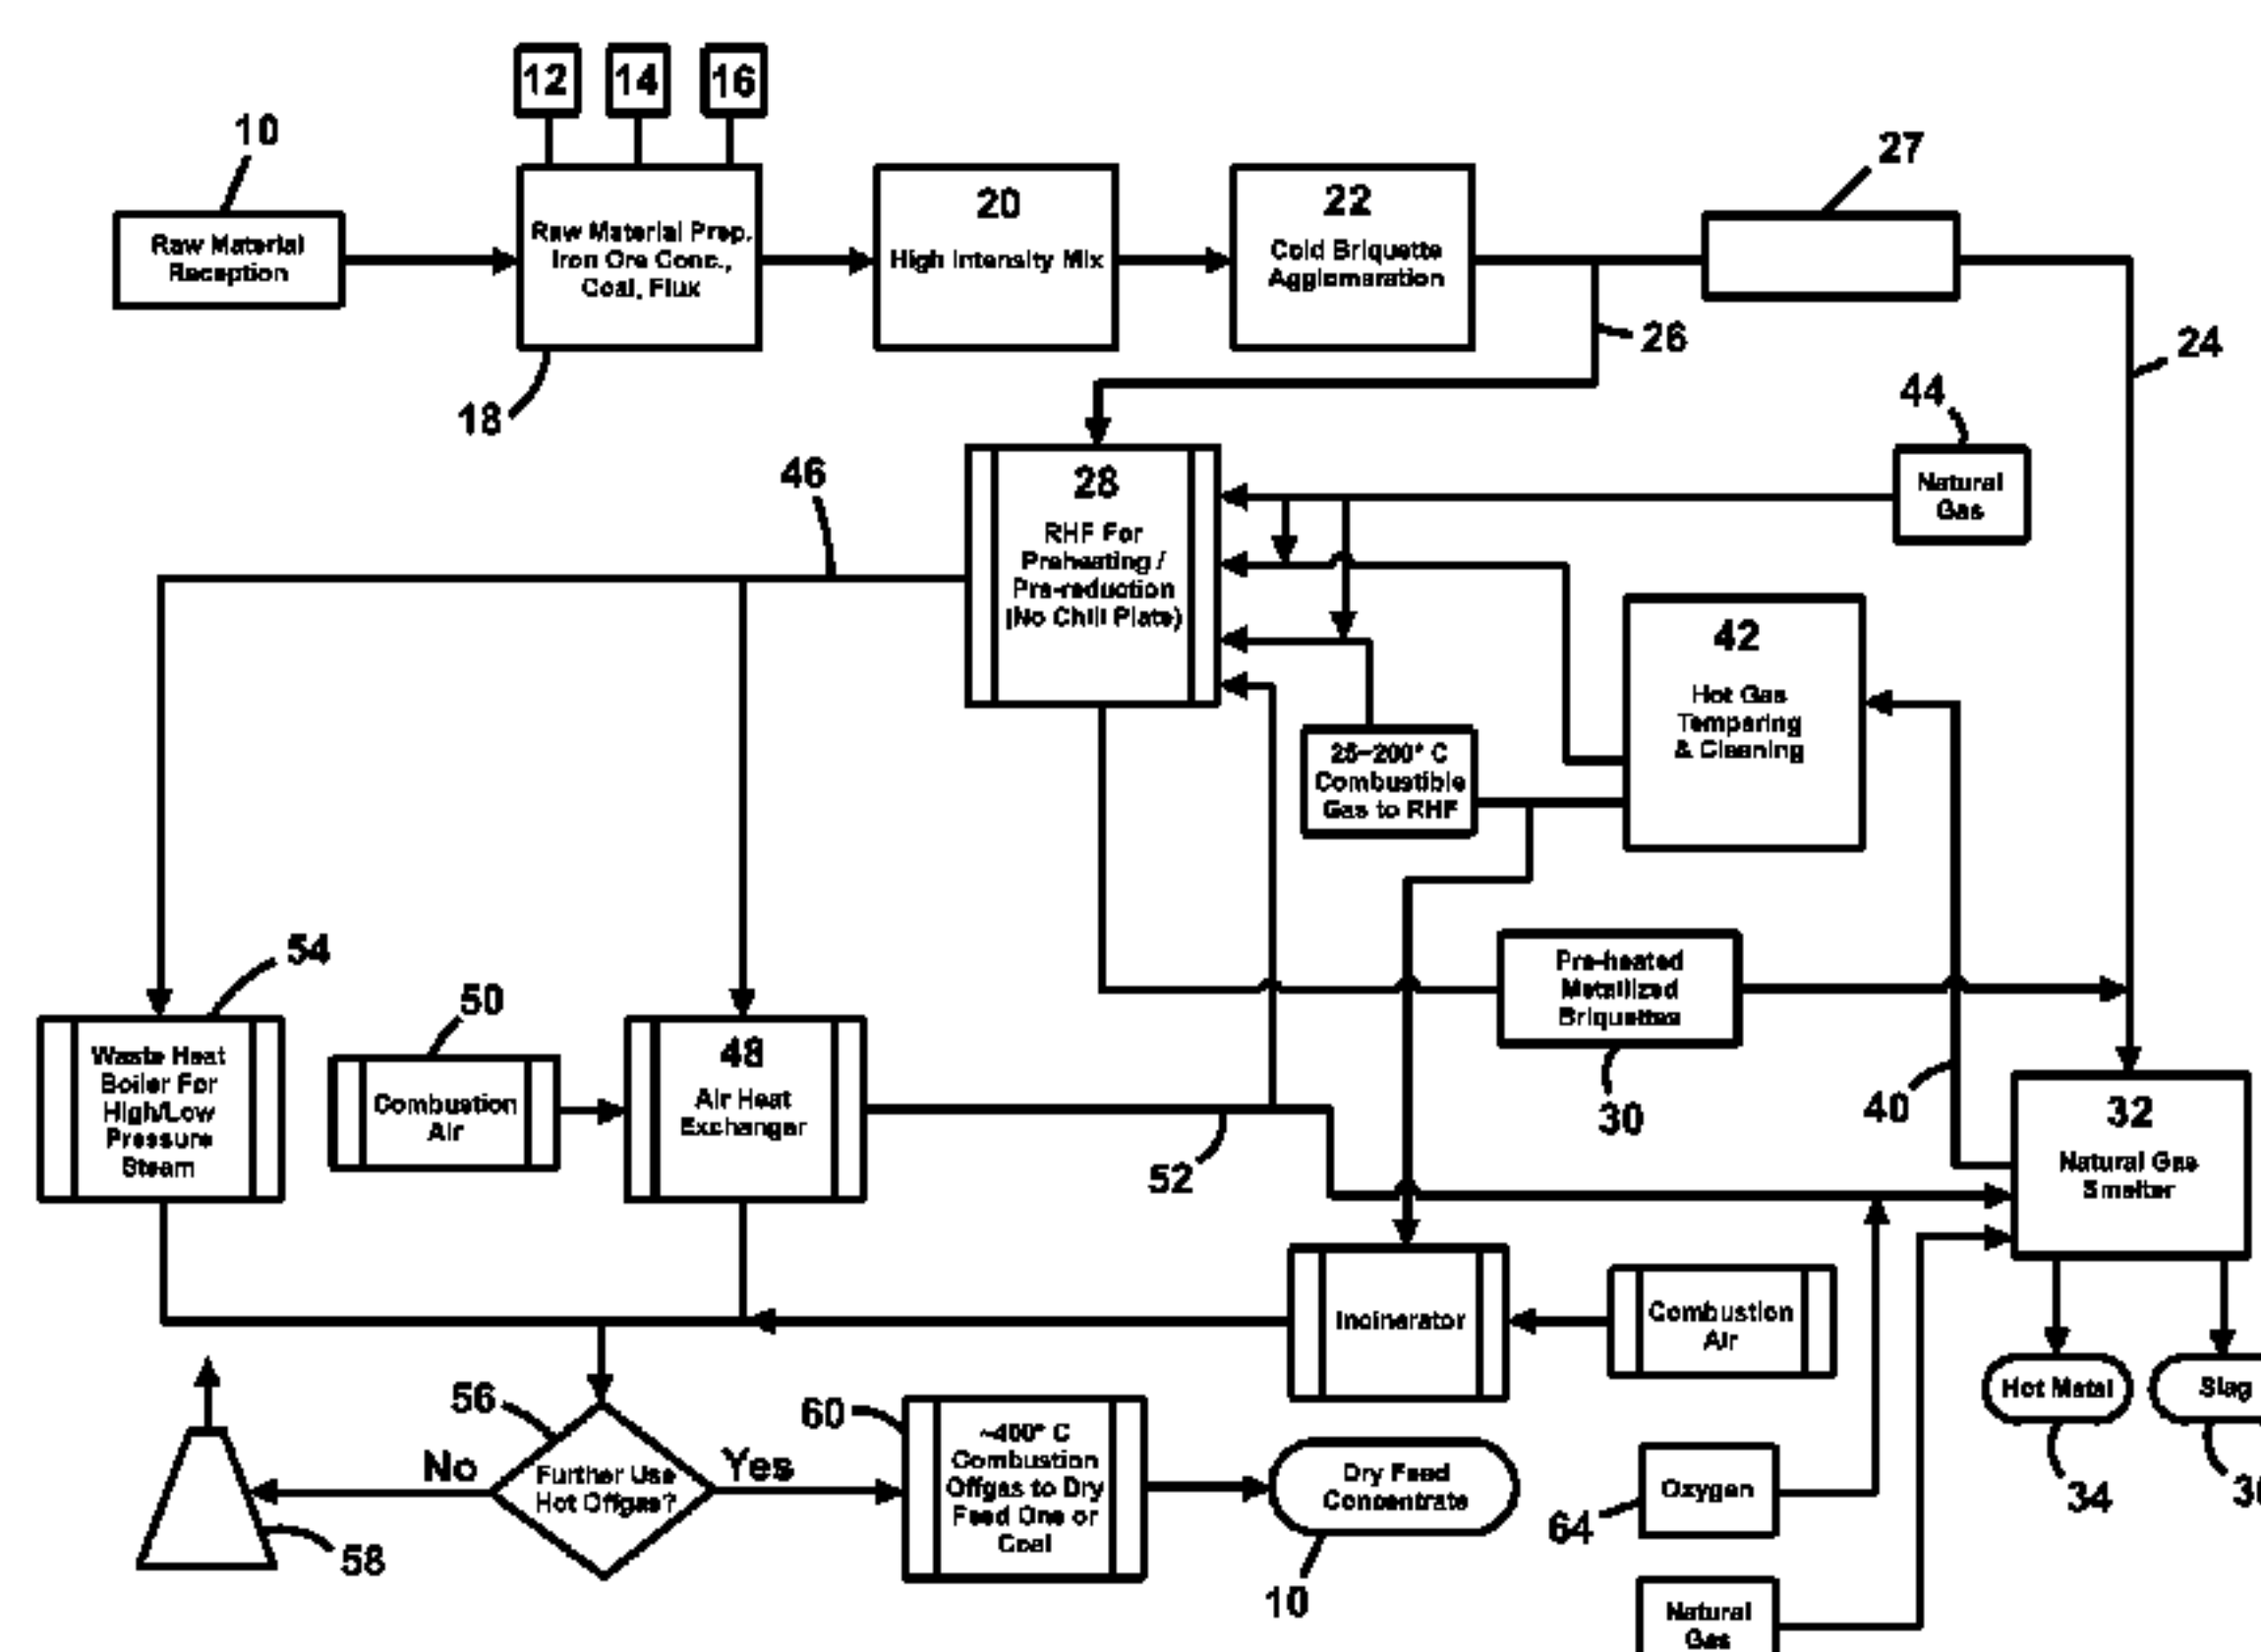 12
14
16
10
27
Raw Material
Reception
Raw Material Prep.
Iron Ore Conc.,
Coal, Flux
18
20
High Intensity Mix
22
Cold Briquette
Agglomeration
26
24
44
Natural
Gas
46
28
RHF For
Preheating /
Pre-reduction
(No Chill Plate)
42
Hot Gas
Tempering
& Cleaning
25-200° C
Combustible
Gas to RHF
54
50
Waste Heat
Boiler For
High/Low
Pressure
Steam
Combustion
Air
48
Air Heat
Exchanger
52
Pre-heated
Metallized
Briquettes
30
40
32
Natural Gas
Smelter
Incinerator
Combustion
Air
Hot Metal
34
Slag
56
No
Further Use
Hot Offgas?
Yes
58
60
~400° C
Combustion
Offgas to Dry
Feed One or
Coal
Dry Feed
Concentrate
10
Oxygen
64
Natural
Gas